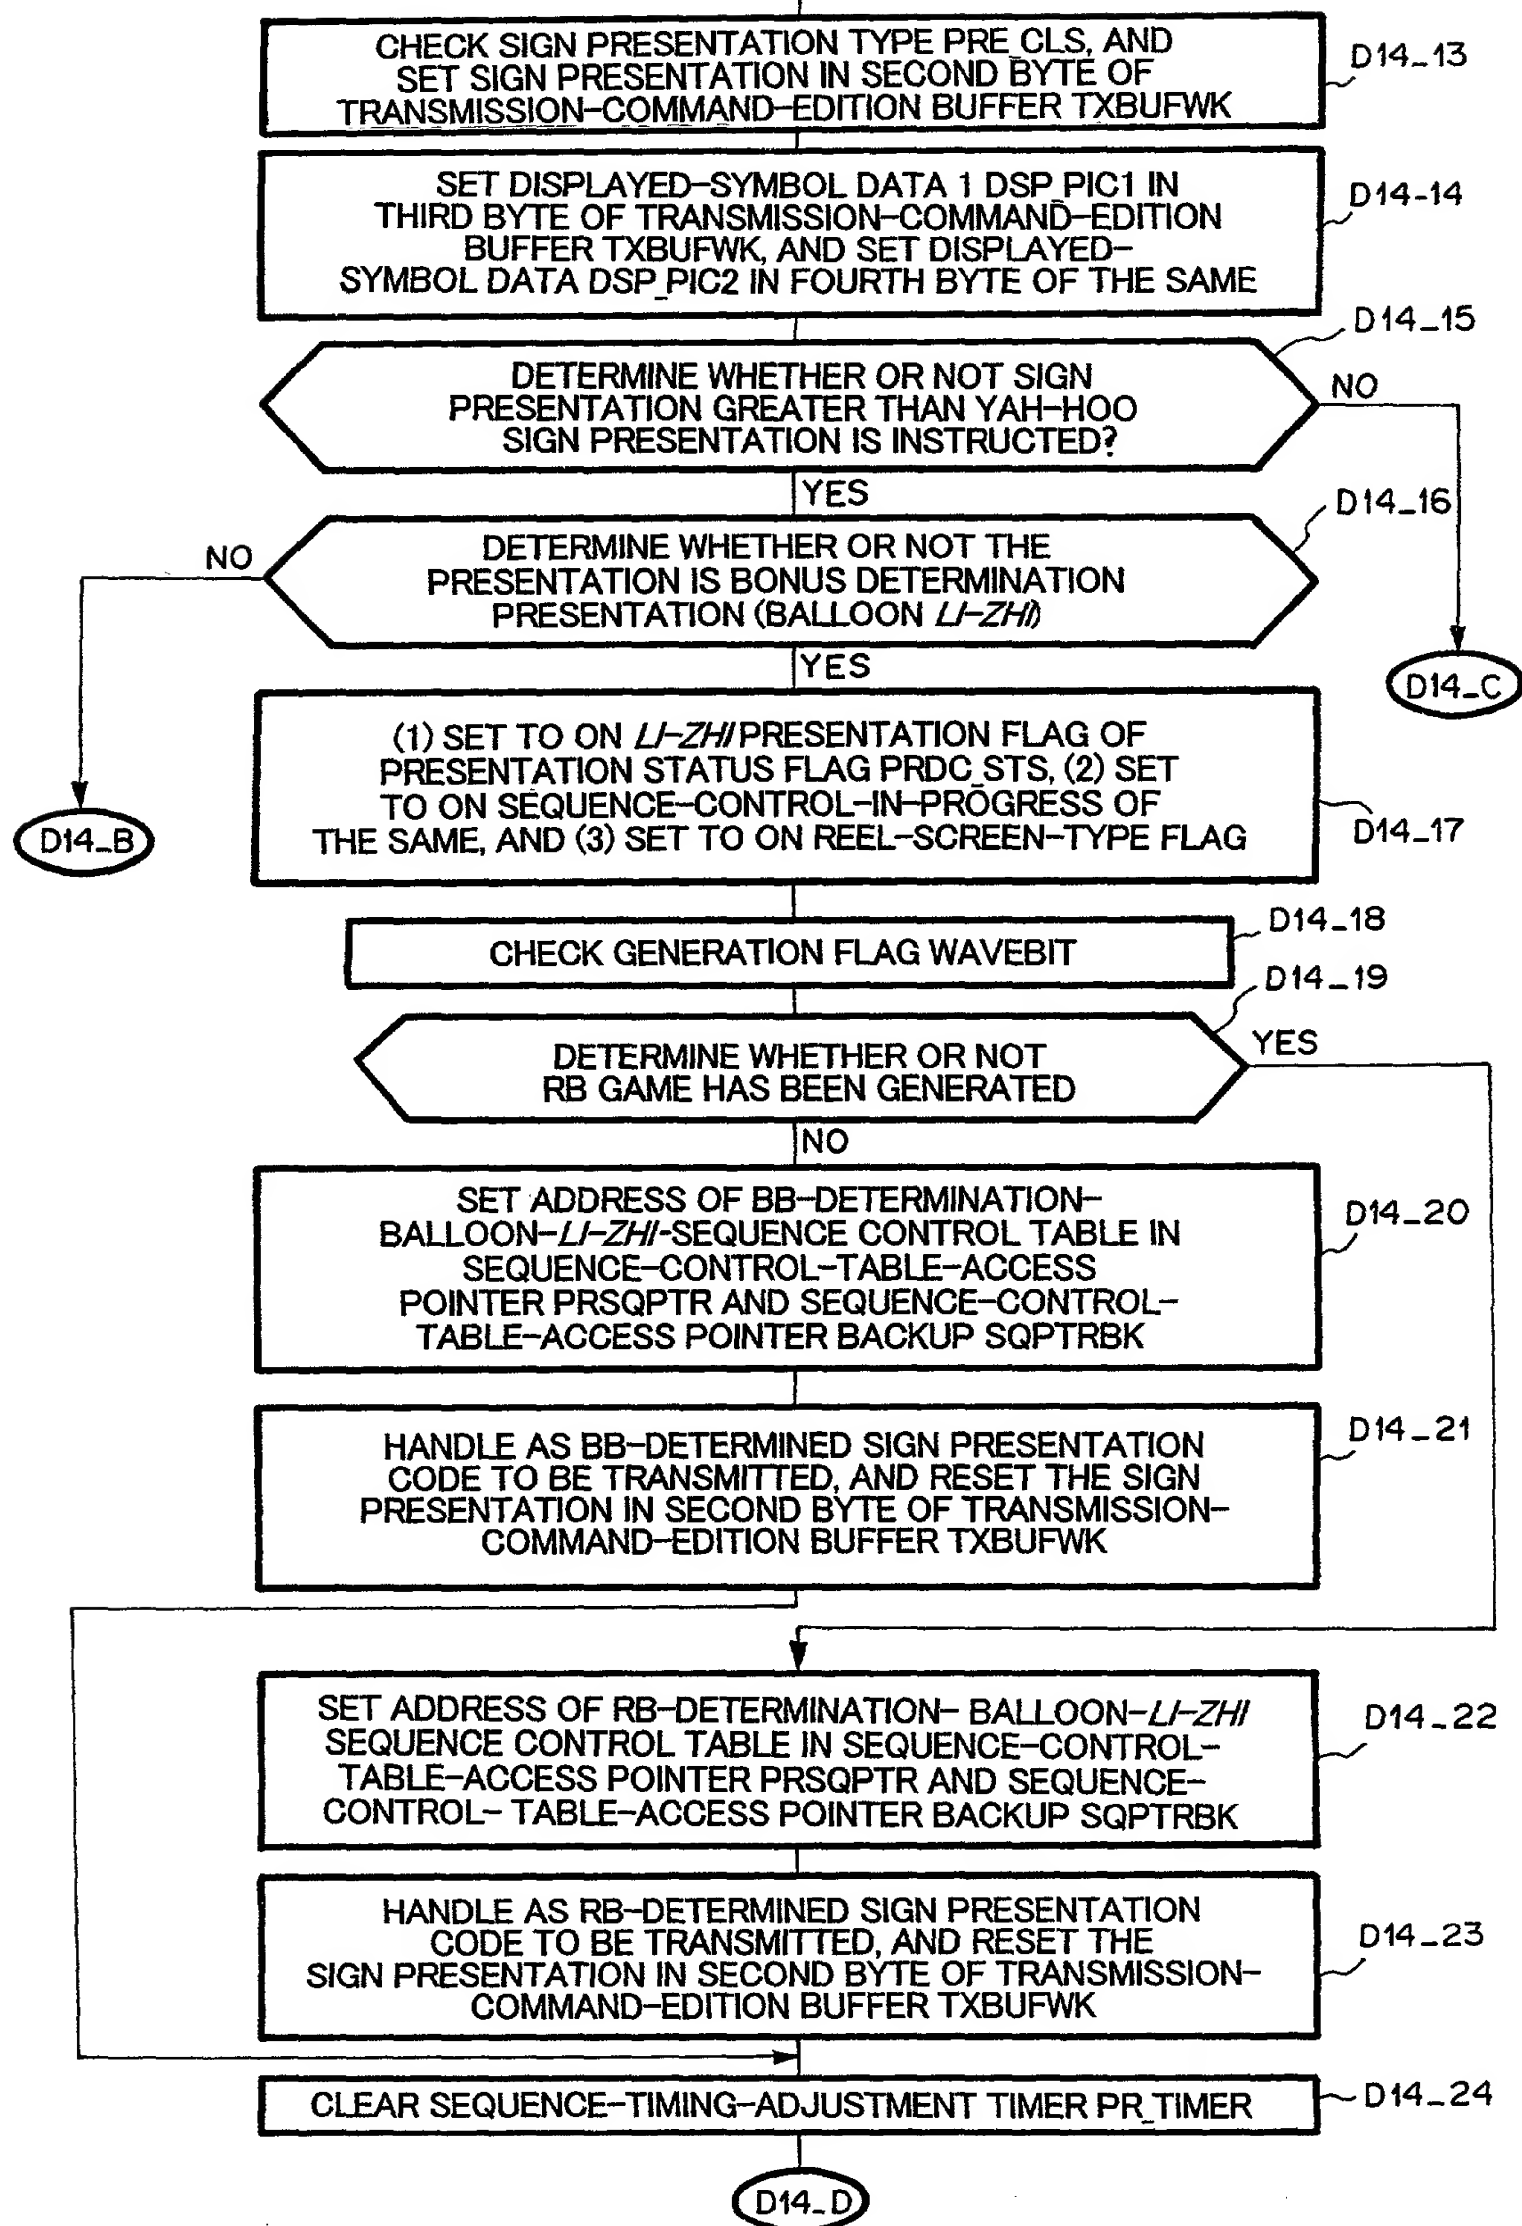 CHECK SIGN PRESENTATION TYPE PRE_CLS, AND
SET SIGN PRESENTATION IN SECOND BYTE OF
TRANSMISSION-COMMAND-EDITION BUFFER TXBUFWK
D14_13
SET DISPLAYED-SYMBOL DATA 1 DSP_PIC1 IN
THIRD BYTE OF TRANSMISSION-COMMAND-EDITION
BUFFER TXBUFWK, AND SET DISPLAYED-
SYMBOL DATA DSP_PIC2 IN FOURTH BYTE OF THE SAME
D14-14
D14_15
DETERMINE WHETHER OR NOT SIGN
PRESENTATION GREATER THAN YAH-HOO
SIGN PRESENTATION IS INSTRUCTED?
NO
YES
D14_16
DETERMINE WHETHER OR NOT THE
PRESENTATION IS BONUS DETERMINATION
PRESENTATION (BALLOON LI-ZHI)
NO
YES
D14_C
(1) SET TO ON LI-ZHI PRESENTATION FLAG OF
PRESENTATION STATUS FLAG PRDC_STS, (2) SET
TO ON SEQUENCE-CONTROL-IN-PROGRESS OF
THE SAME, AND (3) SET TO ON REEL-SCREEN-TYPE FLAG
D14_17
D14_B
CHECK GENERATION FLAG WAVEBIT
D14_18
D14_19
DETERMINE WHETHER OR NOT
RB GAME HAS BEEN GENERATED
YES
NO
SET ADDRESS OF BB-DETERMINATION-
BALLOON-LI-ZHI-SEQUENCE CONTROL TABLE IN
SEQUENCE-CONTROL-TABLE-ACCESS
POINTER PRSQPTR AND SEQUENCE-CONTROL-
TABLE-ACCESS POINTER BACKUP SQPTRBK
D14_20
HANDLE AS BB-DETERMINED SIGN PRESENTATION
CODE TO BE TRANSMITTED, AND RESET THE SIGN
PRESENTATION IN SECOND BYTE OF TRANSMISSION-
COMMAND-EDITION BUFFER TXBUFWK
D14_21
SET ADDRESS OF RB-DETERMINATION- BALLOON-LI-ZHI
SEQUENCE CONTROL TABLE IN SEQUENCE-CONTROL-
TABLE-ACCESS POINTER PRSQPTR AND SEQUENCE-
CONTROL- TABLE-ACCESS POINTER BACKUP SQPTRBK
D14_22
HANDLE AS RB-DETERMINED SIGN PRESENTATION
CODE TO BE TRANSMITTED, AND RESET THE
SIGN PRESENTATION IN SECOND BYTE OF TRANSMISSION-
COMMAND-EDITION BUFFER TXBUFWK
D14_23
CLEAR SEQUENCE-TIMING-ADJUSTMENT TIMER PR_TIMER
D14_24
D14_D